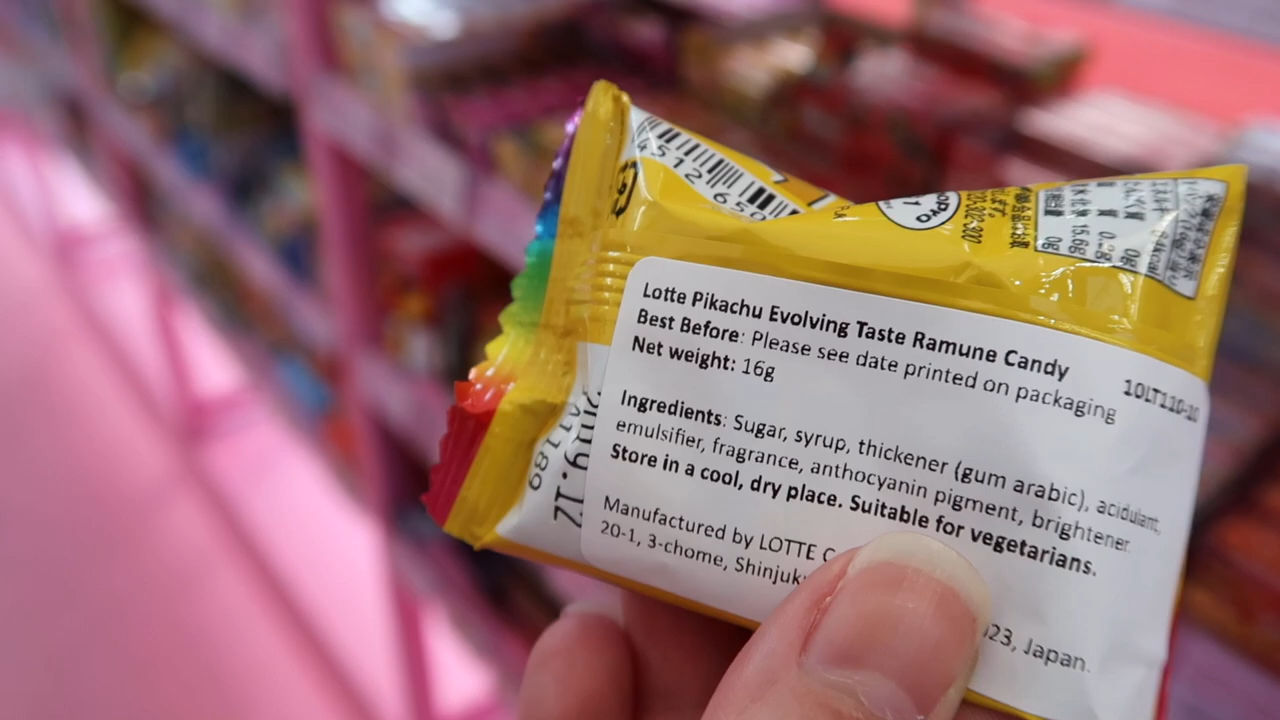 4512 650
Lotte Pikachu Evolving Taste Ramune Candy
Best Before: Please see date printed on packaging
Net weight: 16g
10LT110-10
Ingredients: Sugar, syrup, thickener (gum arabic), acidulant,
emulsifier, fragrance, anthocyanin pigment, brightener.
Store in a cool, dry place. Suitable for vegetarians.
Manufactured by LOTTE C
20-1, 3-chome, Shinjuk
23, Japan.